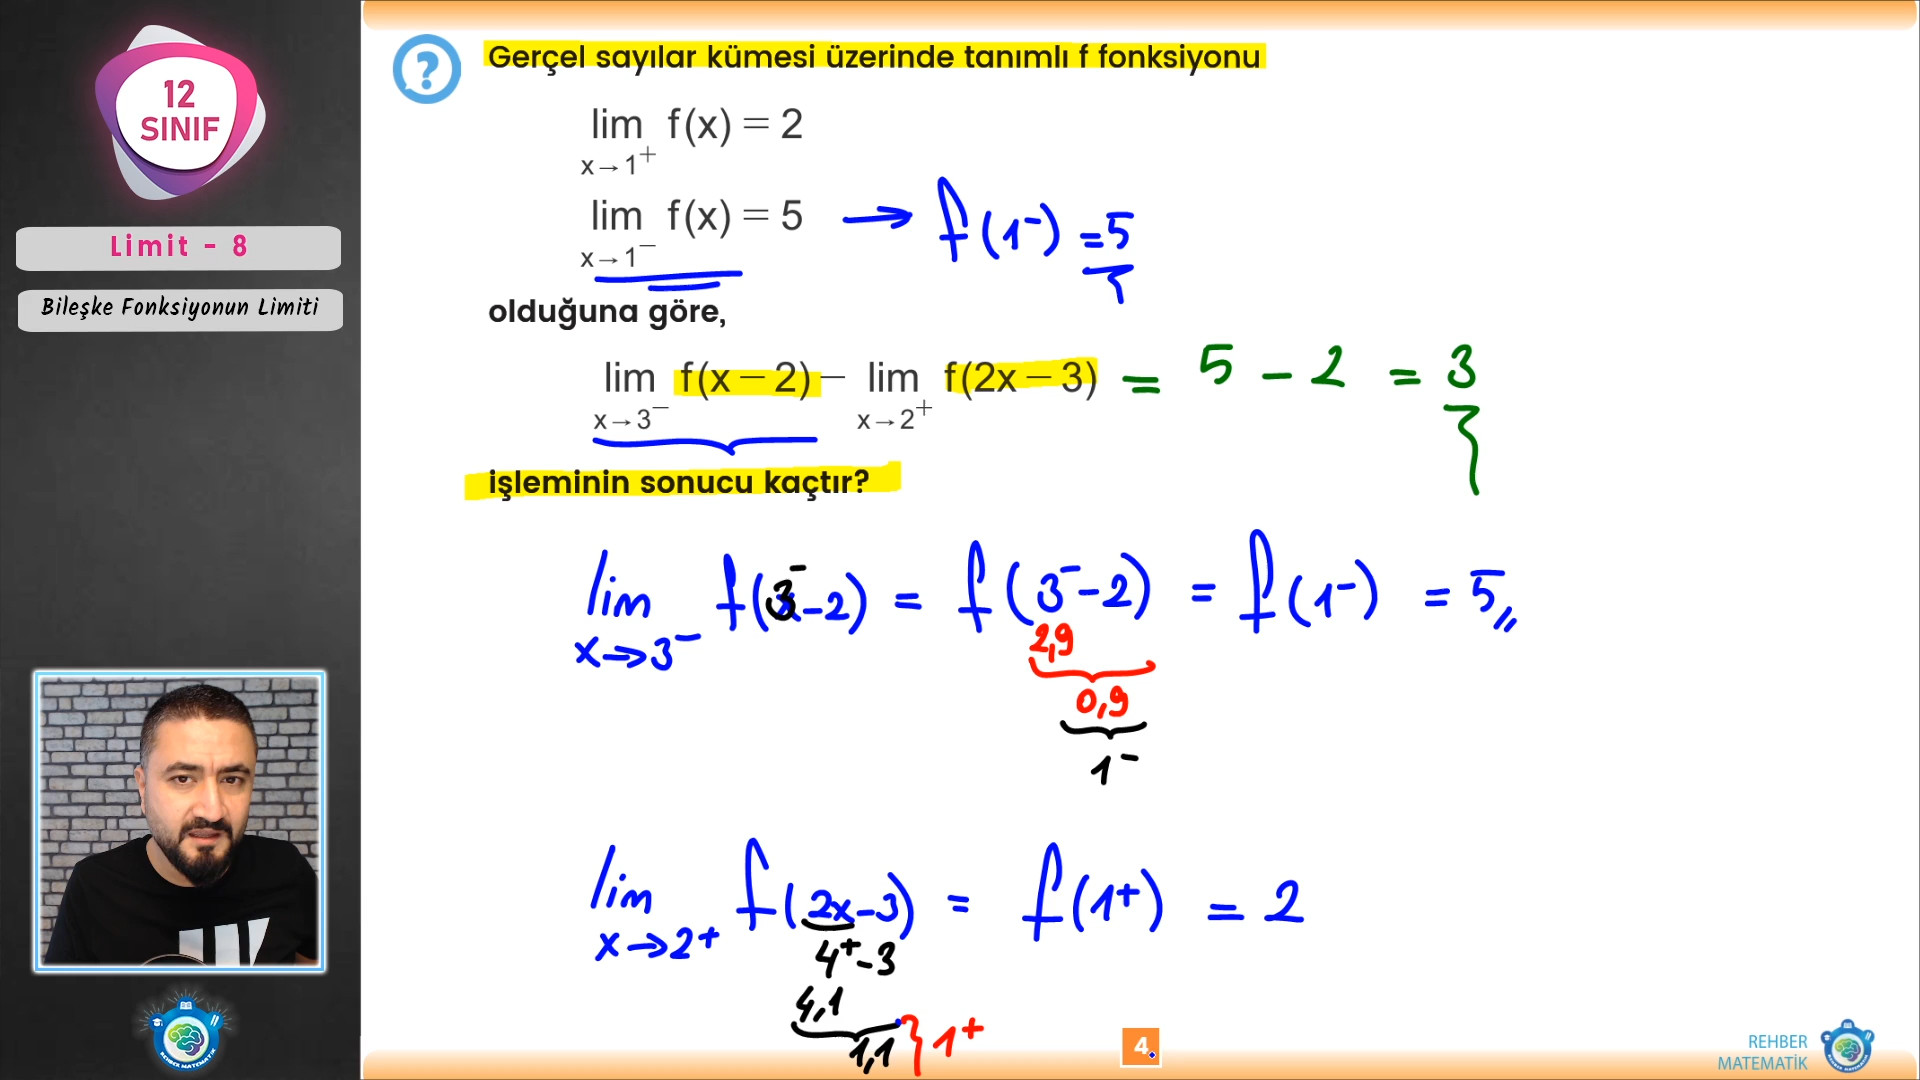 12
SINIF
Limit - 8
Bileşke Fonksiyonun Limiti
?
Gerçel sayılar kümesi üzerinde tanımlı f fonksiyonu
lim f(x) = 2
x→1⁺
lim f(x) = 5 → f(1⁻) = 5
x→1⁻
olduğuna göre,
lim f(x−2) − lim f(2x−3) = 5 − 2 = 3
x→3⁻ x→2⁺
işleminin sonucu kaçtır?
lim f(3⁻-2) = f(3⁻-2) = f(1⁻) = 5
x→3⁻
2,9
0,9
1⁻
lim f(2x-3) = f(1⁺) = 2
x→2⁺
4⁺-3
4,1
1,1 } 1⁺
4
REHBER
MATEMATİK
REHBER MATEMATİK